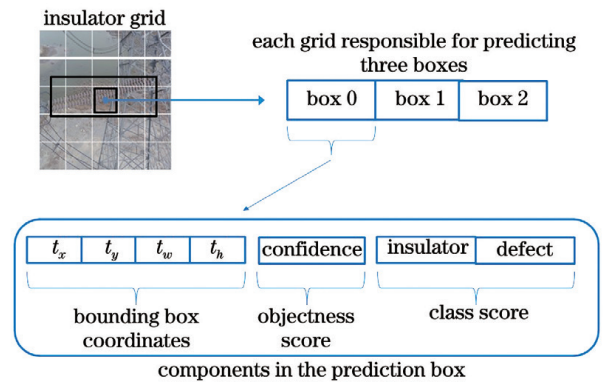 insulator grid
each grid responsible for predicting
three boxes
box 0 box 1 box 2
t_x t_y t_w t_h confidence insulator defect
bounding box coordinates
objectness score
class score
components in the prediction box